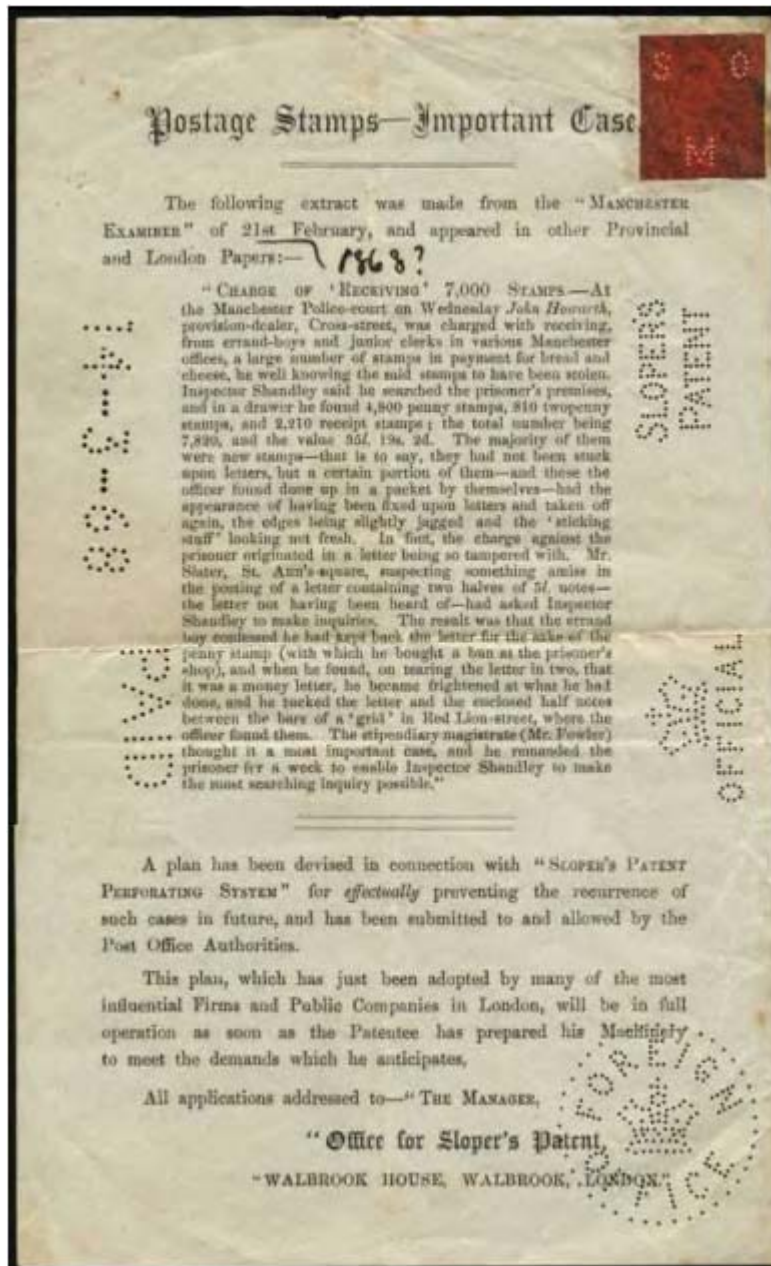 S O
M
Postage Stamps—Important Case.
The following extract was made from the "MANCHESTER
EXAMINER" of 21st February, and appeared in other Provincial
and London Papers:—
1868?
"CHARGE OF 'RECEIVING' 7,000 STAMPS.—At
the Manchester Police-court on Wednesday John Howarth,
provision-dealer, Cross-street, was charged with receiving,
from errand-boys and junior clerks in various Manchester
offices, a large number of stamps in payment for bread and
cheese, he well knowing the said stamps to have been stolen.
Inspector Shandley said he searched the prisoner's premises,
and in a drawer he found 4,800 penny stamps, 810 twopenny
stamps, and 2,210 receipt stamps; the total number being
7,820, and the value 35l. 19s. 2d. The majority of them
were new stamps—that is to say, they had not been stuck
upon letters, but a certain portion of them—and these the
officer found done up in a packet by themselves—had the
appearance of having been fixed upon letters and taken off
again, the edges being slightly jagged and the 'sticking
stuff' looking not fresh. In fact, the charge against the
prisoner originated in a letter being so tampered with. Mr.
Slater, St. Ann's-square, suspecting something amiss in
the posting of a letter containing two halves of 5l. notes—
the letter not having been heard of—had asked Inspector
Shandley to make inquiries. The result was that the errand
boy confessed he had kept back the letter for the sake of the
penny stamp (with which he bought a bun at the prisoner's
shop), and when he found, on tearing the letter in two, that
it was a money letter, he became frightened at what he had
done, and he tucked the letter and the enclosed half notes
between the bars of a 'grid' in Red Lion-street, where the
officer found them. The stipendiary magistrate (Mr. Fowler)
thought it a most important case, and he remanded the
prisoner for a week to enable Inspector Shandley to make
the most searching inquiry possible."
14-3-68
PAID
SLOPER'S
PATENT
OFFICIAL
A plan has been devised in connection with "SLOPER'S PATENT
PERFORATING SYSTEM" for effectually preventing the recurrence of
such cases in future, and has been submitted to and allowed by the
Post Office Authorities.
This plan, which has just been adopted by many of the most
influential Firms and Public Companies in London, will be in full
operation as soon as the Patentee has prepared his Machinery
to meet the demands which he anticipates.
All applications addressed to—"THE MANAGER,
"Office for Sloper's Patent,
"WALBROOK HOUSE, WALBROOK, LONDON."
FOREIGN OFFICE